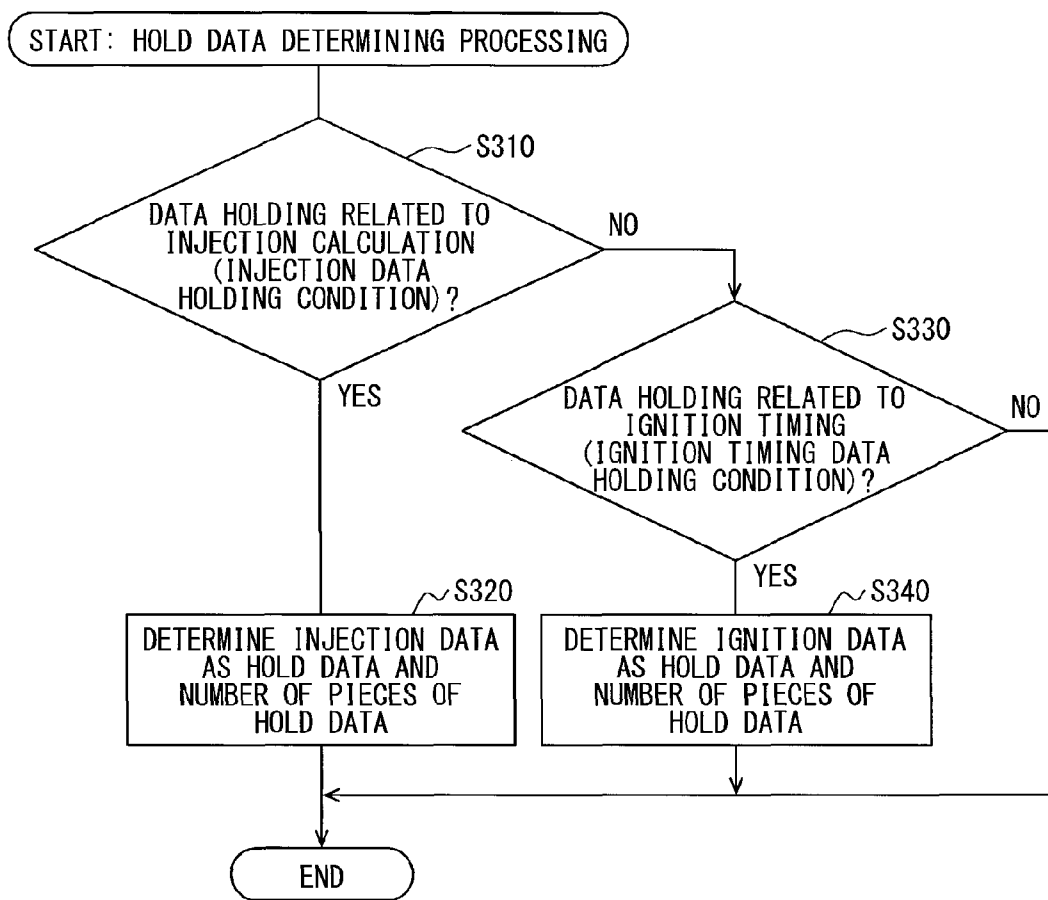 START: HOLD DATA DETERMINING PROCESSING
S310
DATA HOLDING RELATED TO
INJECTION CALCULATION
(INJECTION DATA
HOLDING CONDITION)?
NO
YES
S330
DATA HOLDING RELATED TO
IGNITION TIMING
(IGNITION TIMING DATA
HOLDING CONDITION)?
NO
YES
S320
DETERMINE INJECTION DATA
AS HOLD DATA AND
NUMBER OF PIECES OF
HOLD DATA
S340
DETERMINE IGNITION DATA
AS HOLD DATA AND
NUMBER OF PIECES OF
HOLD DATA
END